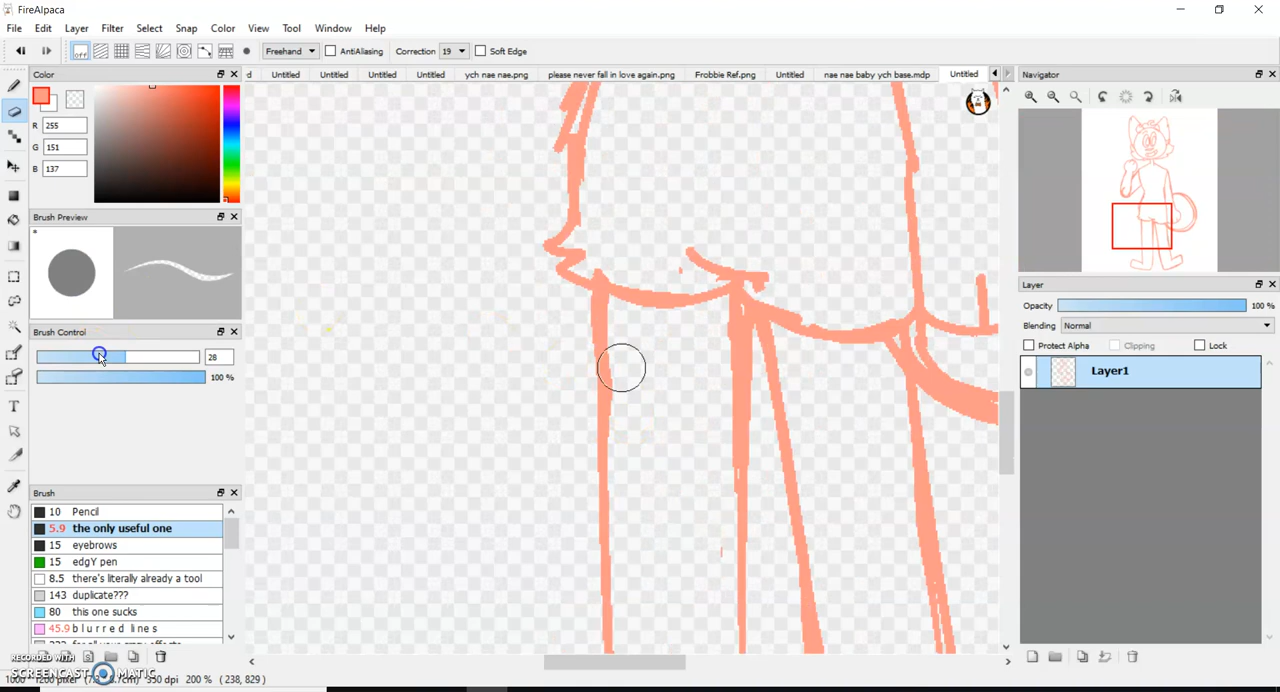 FireAlpaca
File Edit Layer Filter Select Snap Color View Tool Window Help
off Freehand AntiAliasing Correction 19 Soft Edge
Color d Untitled Untitled Untitled Untitled ych nae nae.png please never fall in love again.png Frobbie Ref.png Untitled nae nae baby ych base.mdp Untitled Navigator
R 255
G 151
B 137
Brush Preview
*
Layer
Opacity 100 %
Blending Normal
Brush Control
Protect Alpha Clipping Lock
28
Layer1
100 %
Brush
10 Pencil
5.9 the only useful one
15 eyebrows
15 edgY pen
8.5 there's literally already a tool
143 duplicate???
80 this one sucks
45.9 b l u r r e d l i n e s
RECORDED WITH
SCREENCAST MATIC
1200 pixel 350 dpi 200 % ( 238, 829 )